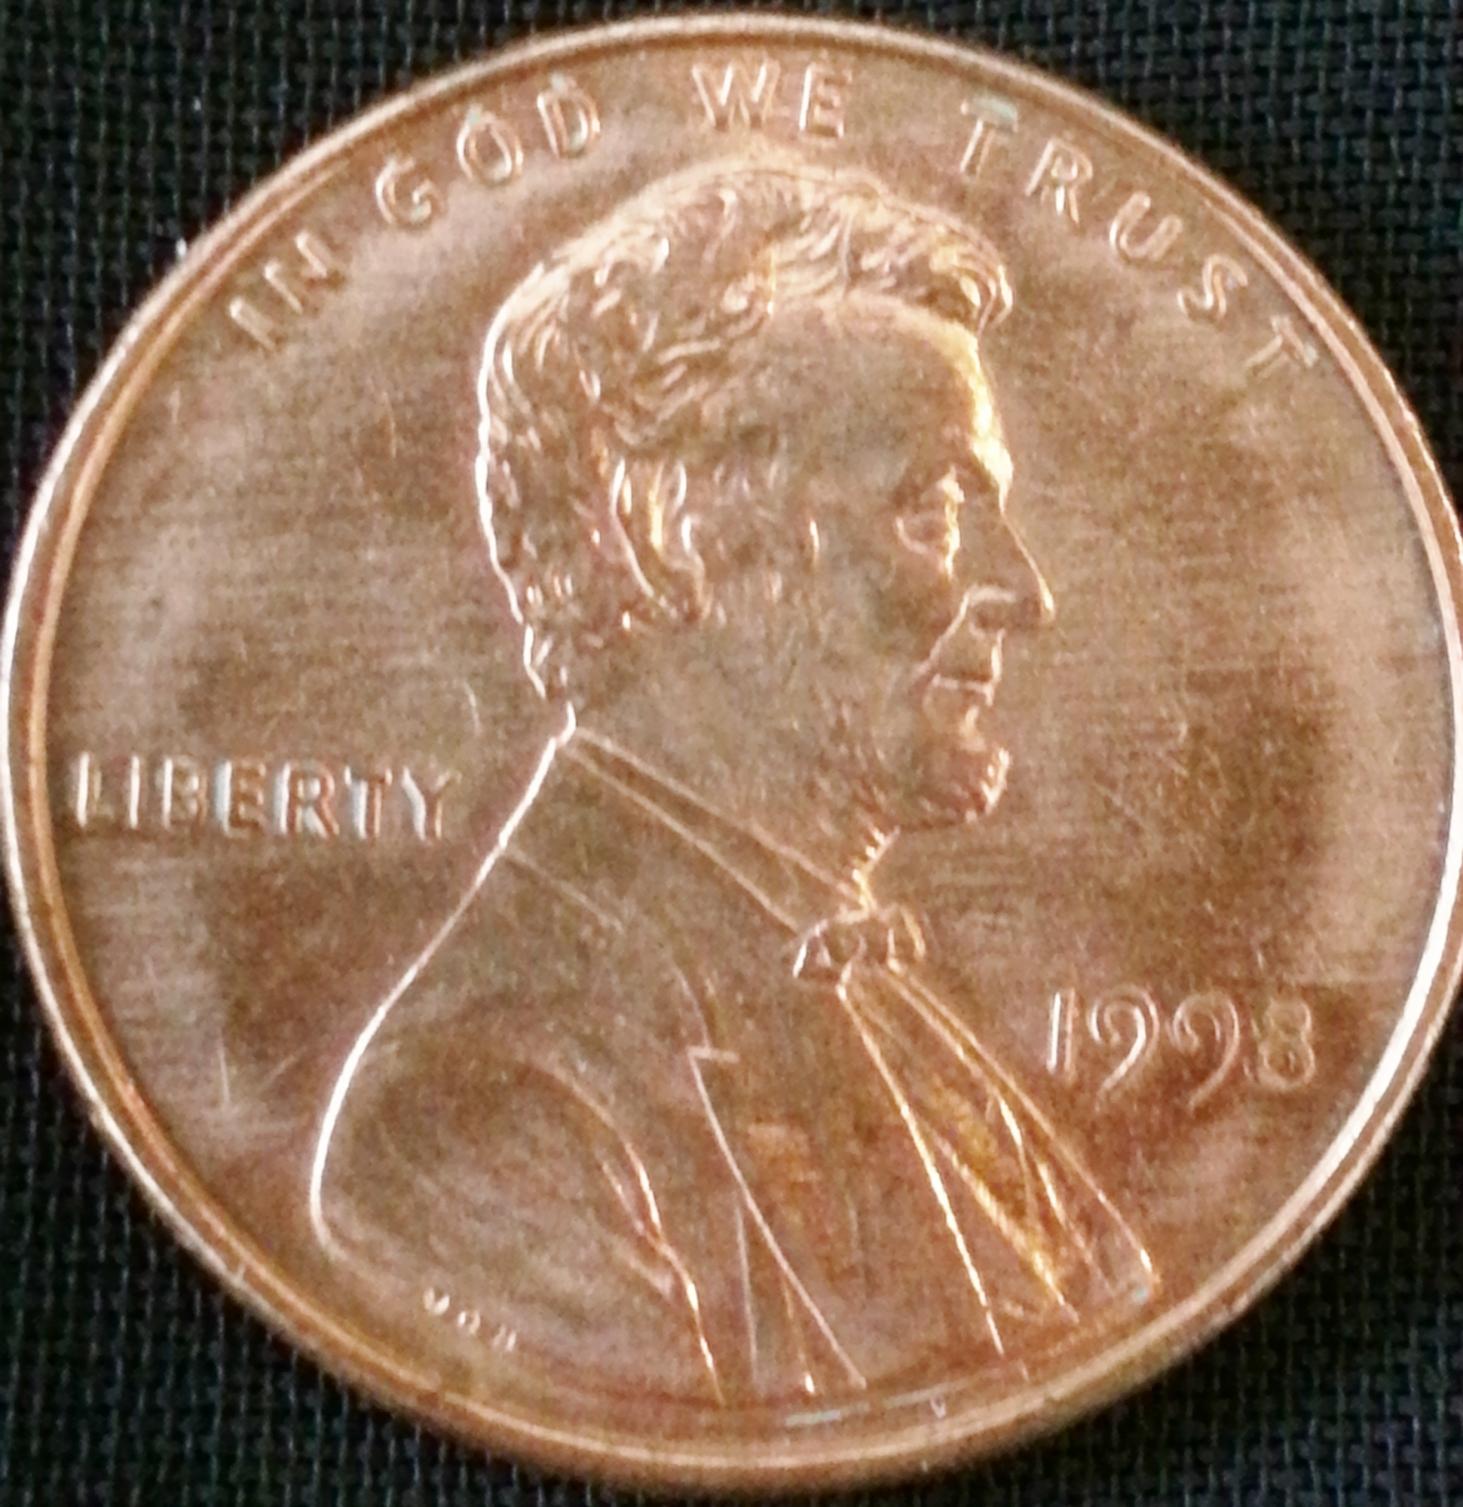 IN GOD WE TRUST
LIBERTY
1998